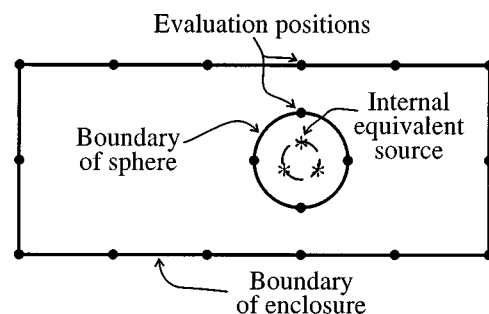 Evaluation positions
Internal
equivalent
source
Boundary
of sphere
Boundary
of enclosure